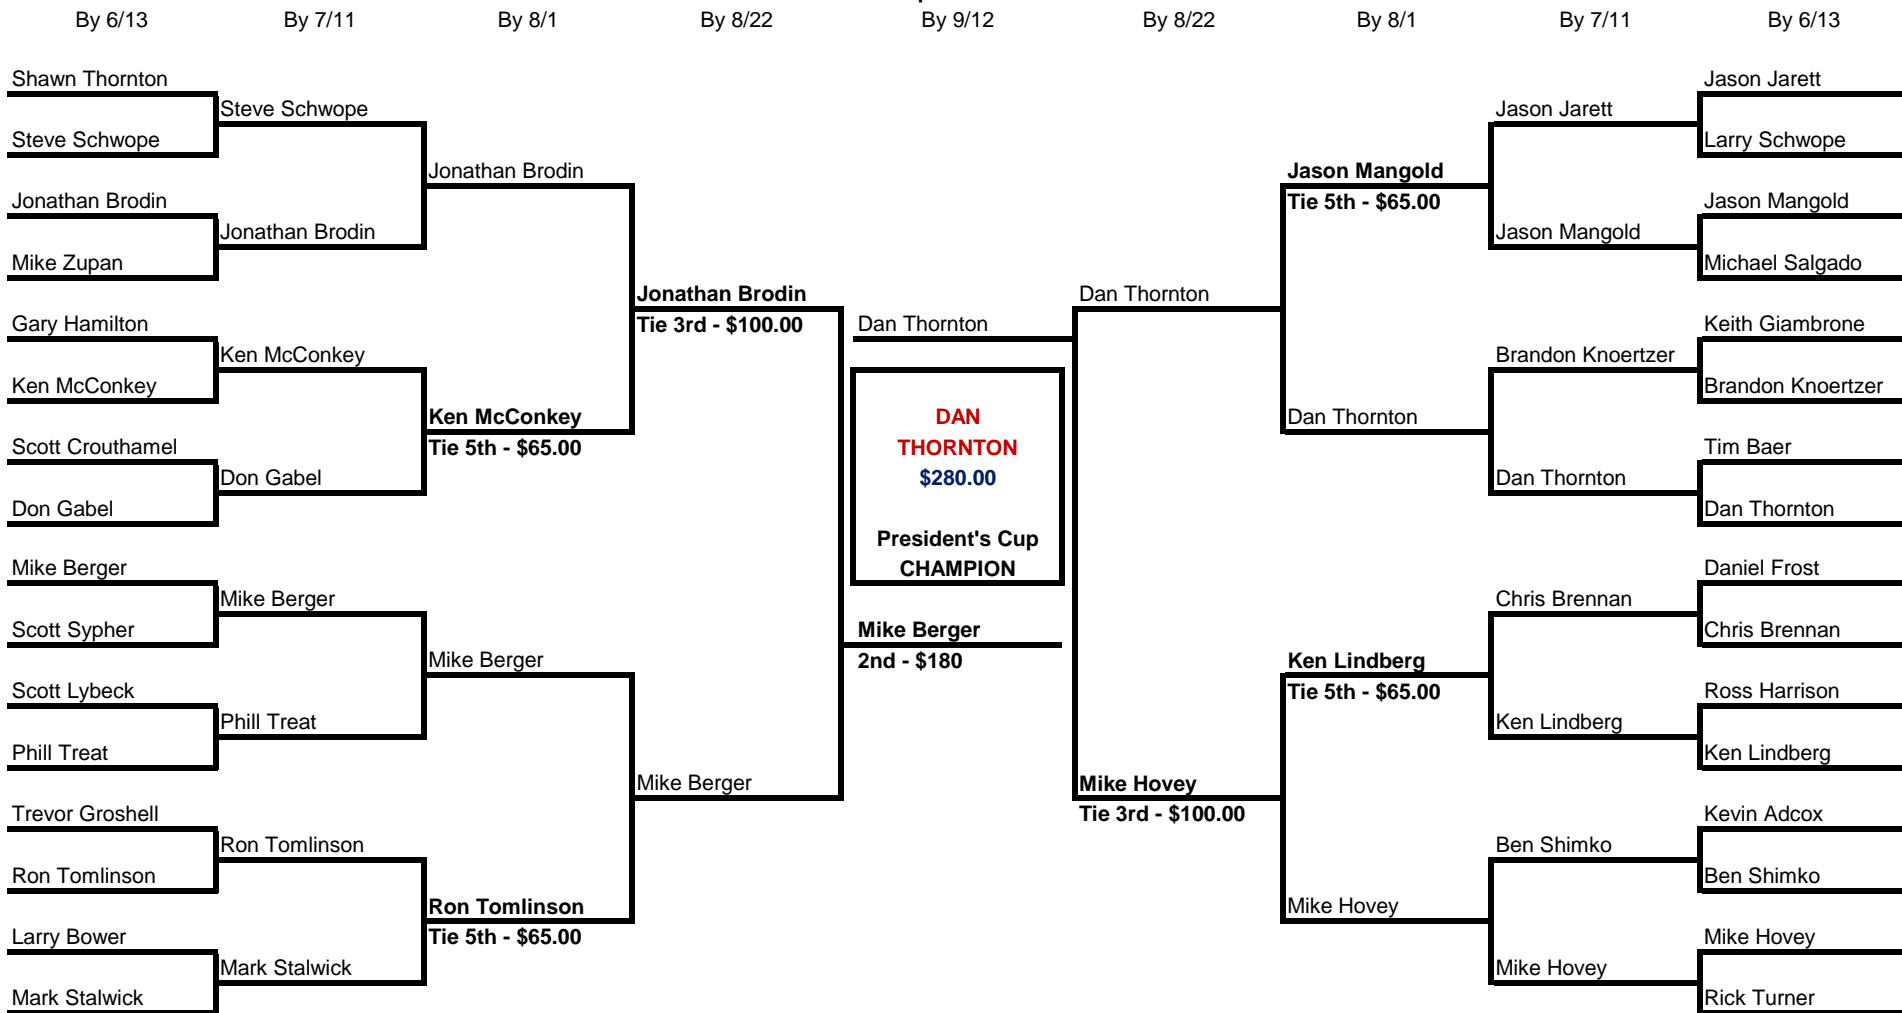 By 6/13
By 7/11
By 8/1
By 8/22
By 9/12
By 8/22
By 8/1
By 7/11
By 6/13
Shawn Thornton
Steve Schwope
Jonathan Brodin
Mike Zupan
Gary Hamilton
Ken McConkey
Scott Crouthamel
Don Gabel
Mike Berger
Scott Sypher
Scott Lybeck
Phill Treat
Trevor Groshell
Ron Tomlinson
Larry Bower
Mark Stalwick
Steve Schwope
Jonathan Brodin
Ken McConkey
Don Gabel
Mike Berger
Phill Treat
Ron Tomlinson
Mark Stalwick
Jonathan Brodin
Ken McConkey
Tie 5th - $65.00
Mike Berger
Ron Tomlinson
Tie 5th - $65.00
Jonathan Brodin
Tie 3rd - $100.00
Mike Berger
Dan Thornton
DAN
THORNTON
$280.00
President's Cup
CHAMPION
Mike Berger
2nd - $180
Dan Thornton
Mike Hovey
Tie 3rd - $100.00
Jason Mangold
Tie 5th - $65.00
Dan Thornton
Ken Lindberg
Tie 5th - $65.00
Mike Hovey
Jason Jarett
Jason Mangold
Brandon Knoertzer
Dan Thornton
Chris Brennan
Ken Lindberg
Ben Shimko
Mike Hovey
Jason Jarett
Larry Schwope
Jason Mangold
Michael Salgado
Keith Giambrone
Brandon Knoertzer
Tim Baer
Dan Thornton
Daniel Frost
Chris Brennan
Ross Harrison
Ken Lindberg
Kevin Adcox
Ben Shimko
Mike Hovey
Rick Turner